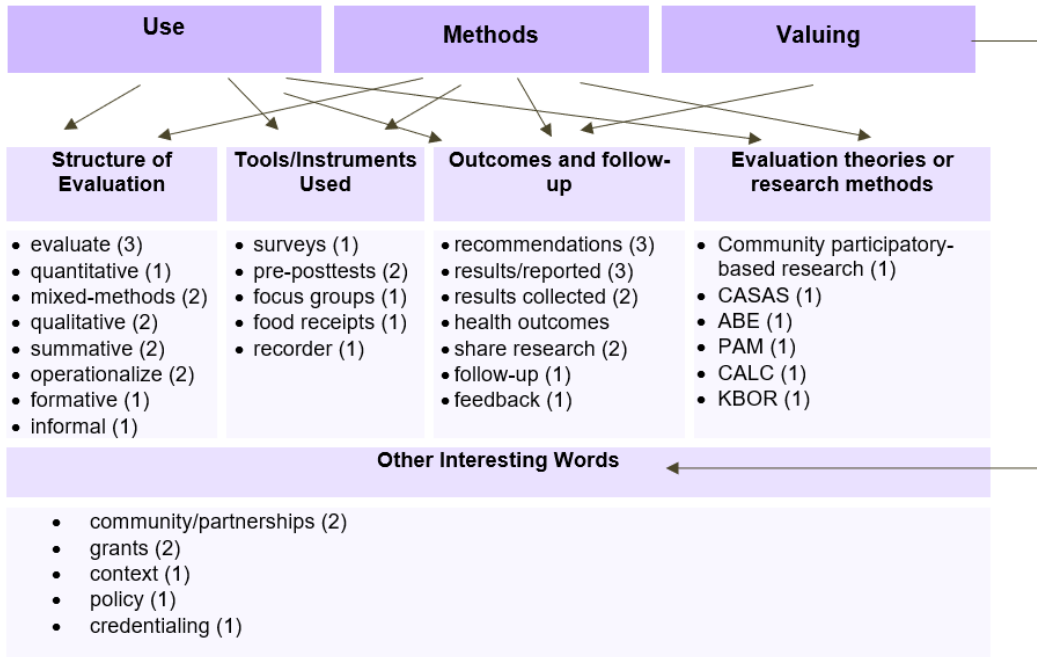 Use
Methods
Valuing
Structure of
Evaluation
Tools/Instruments
Used
Outcomes and follow-
up
Evaluation theories or
research methods
• evaluate (3)
• quantitative (1)
• mixed-methods (2)
• qualitative (2)
• summative (2)
• operationalize (2)
• formative (1)
• informal (1)
• surveys (1)
• pre-posttests (2)
• focus groups (1)
• food receipts (1)
• recorder (1)
• recommendations (3)
• results/reported (3)
• results collected (2)
• health outcomes
• share research (2)
• follow-up (1)
• feedback (1)
• Community participatory-
based research (1)
• CASAS (1)
• ABE (1)
• PAM (1)
• CALC (1)
• KBOR (1)
Other Interesting Words
• community/partnerships (2)
• grants (2)
• context (1)
• policy (1)
• credentialing (1)